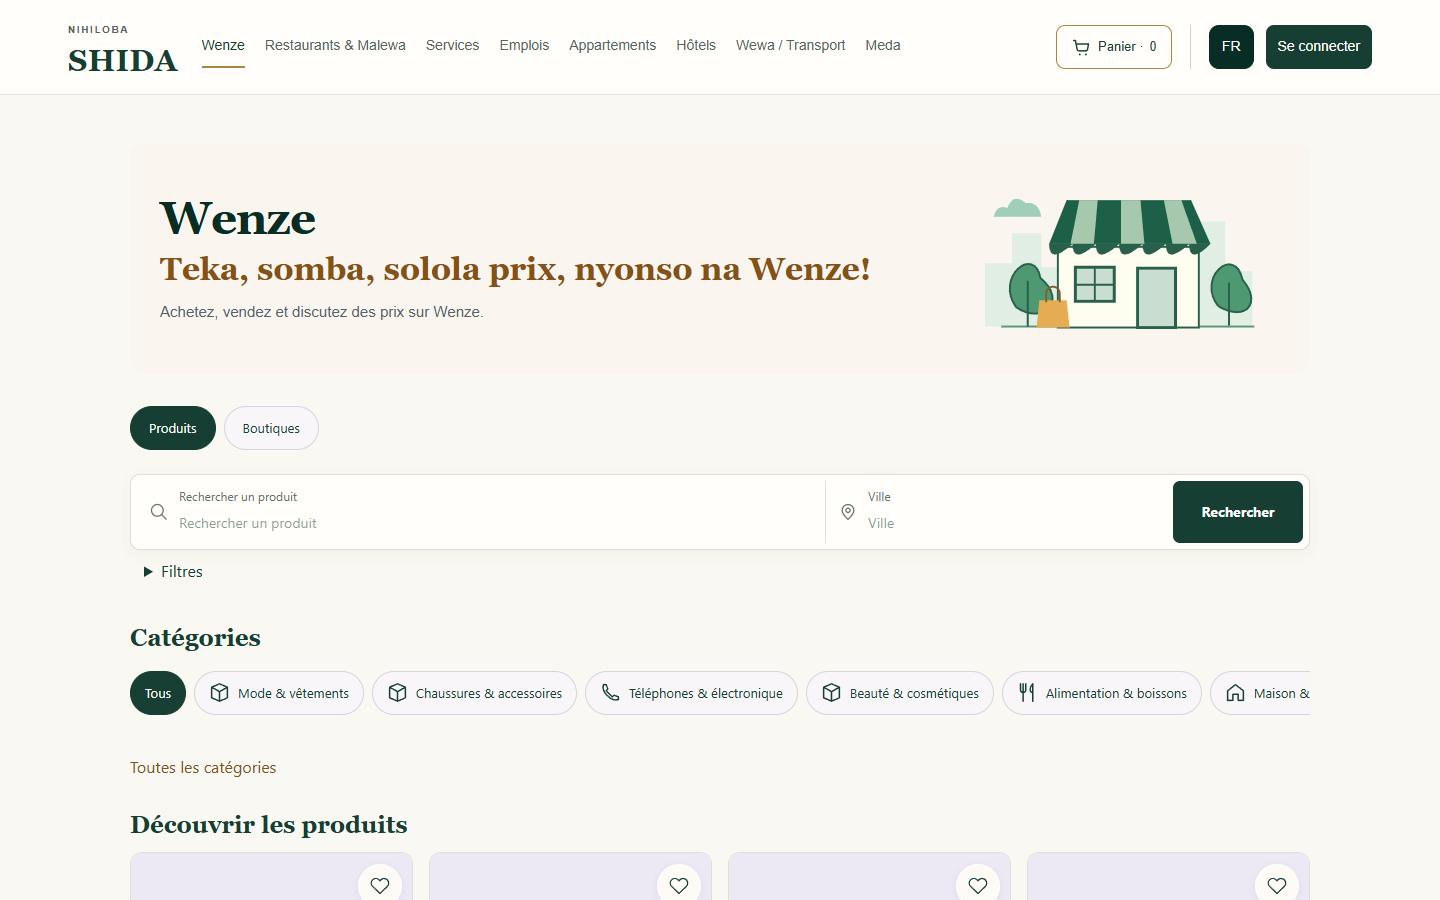 NIHILOBA
SHIDA
Wenze Restaurants & Malewa Services Emplois Appartements Hôtels Wewa / Transport Meda
Panier · 0
FR
Se connecter
Wenze
Teka, somba, solola prix, nyonso na Wenze!
Achetez, vendez et discutez des prix sur Wenze.
Produits Boutiques
Rechercher un produit
Rechercher un produit
Ville
Ville
Rechercher
Filtres
Catégories
Tous Mode & vêtements Chaussures & accessoires Téléphones & électronique Beauté & cosmétiques Alimentation & boissons Maison &
Toutes les catégories
Découvrir les produits